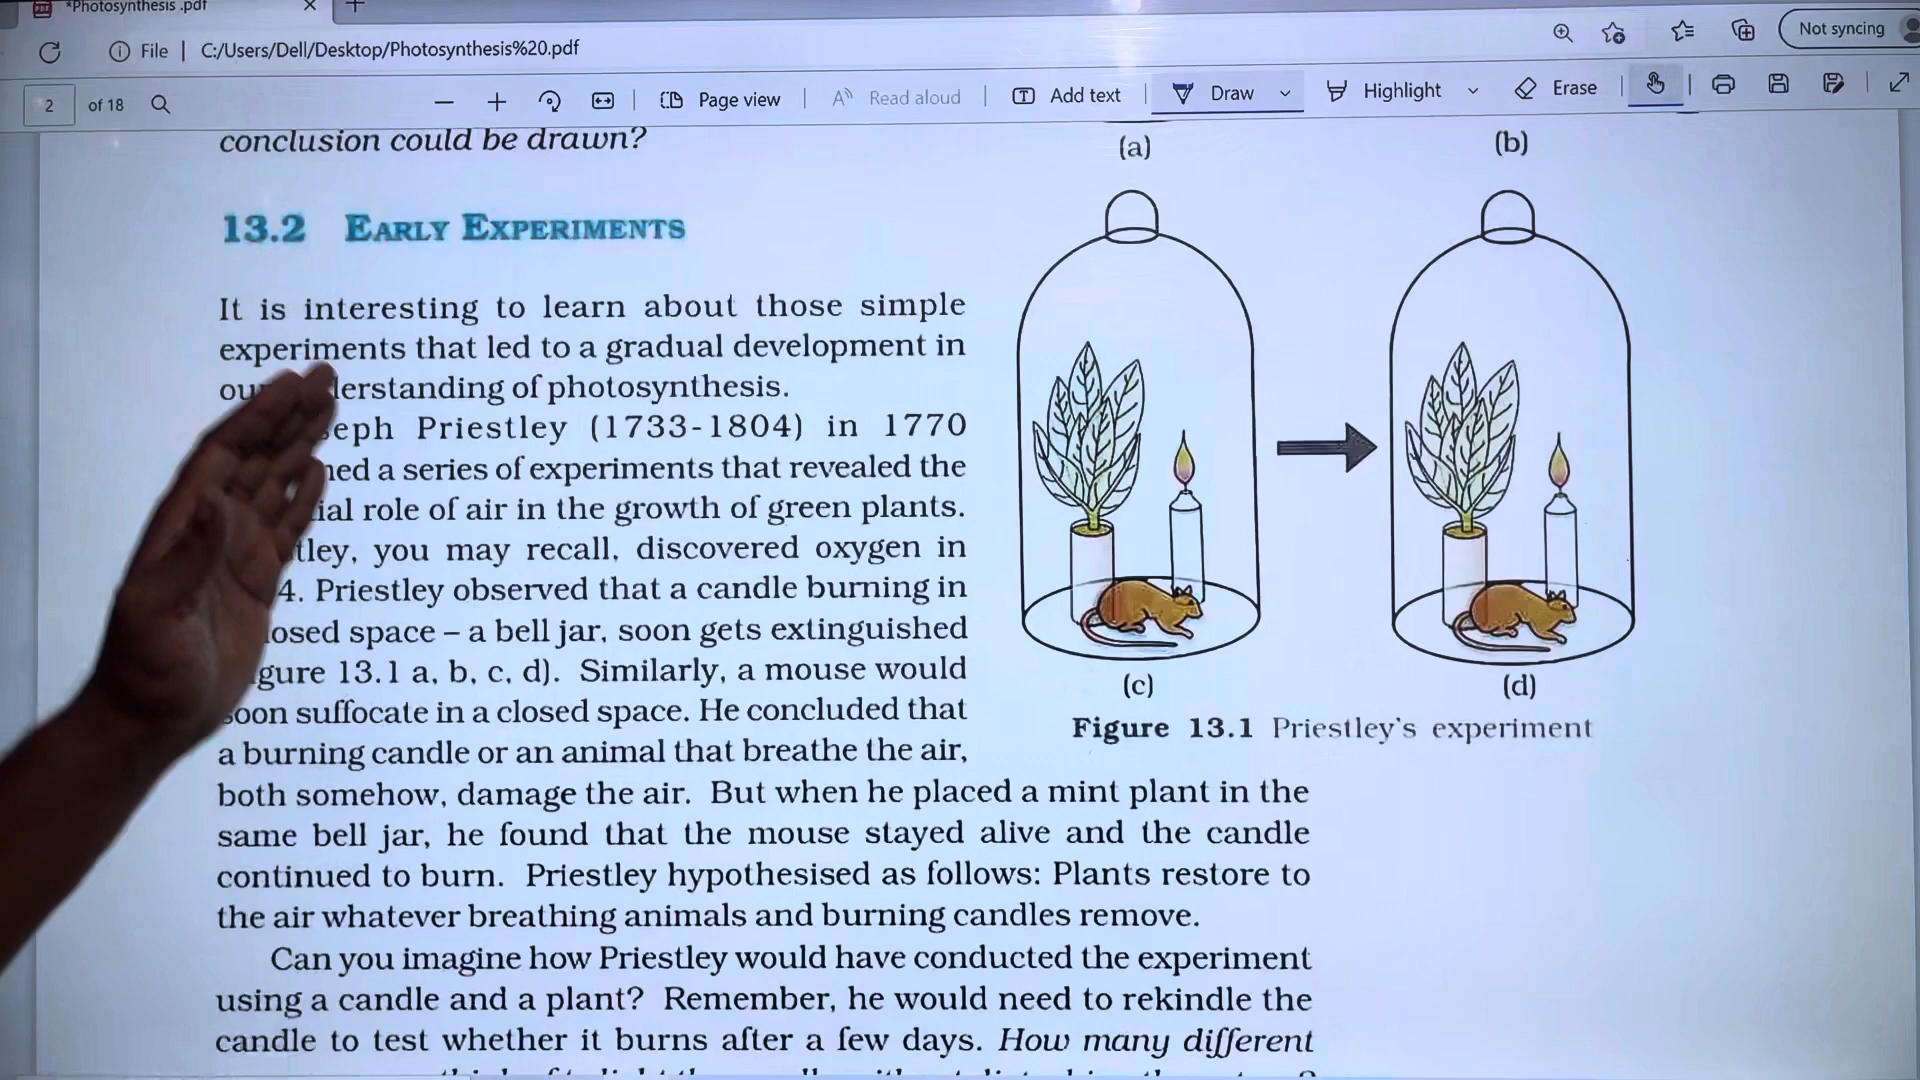 *Photosynthesis .pdf
File | C:/Users/Dell/Desktop/Photosynthesis%20.pdf
Not syncing
2 of 18
Page view
Read aloud
Add text
Draw
Highlight
Erase
conclusion could be drawn?
13.2 EARLY EXPERIMENTS
It is interesting to learn about those simple
experiments that led to a gradual development in
derstanding of photosynthesis.
eph Priestley (1733-1804) in 1770
ed a series of experiments that revealed the
ial role of air in the growth of green plants.
tley, you may recall, discovered oxygen in
4. Priestley observed that a candle burning in
osed space – a bell jar, soon gets extinguished
gure 13.1 a, b, c, d). Similarly, a mouse would
soon suffocate in a closed space. He concluded that
a burning candle or an animal that breathe the air,
both somehow, damage the air. But when he placed a mint plant in the
same bell jar, he found that the mouse stayed alive and the candle
continued to burn. Priestley hypothesised as follows: Plants restore to
the air whatever breathing animals and burning candles remove.
Can you imagine how Priestley would have conducted the experiment
using a candle and a plant? Remember, he would need to rekindle the
candle to test whether it burns after a few days. How many different
(a)
(b)
(c)
(d)
Figure 13.1 Priestley's experiment